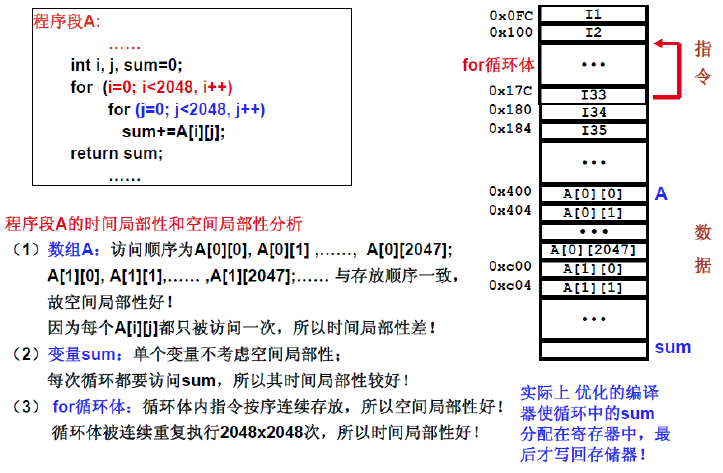 程序段A:
……
int i, j, sum=0;
for (i=0; i<2048, i++)
for (j=0; j<2048, j++)
sum+=A[i][j];
return sum;
……
0x0FC I1
0x100 I2
for循环体 •••
0x17C I33
0x180 I34
0x184 I35
•••
0x400 A[0][0] A
0x404 A[0][1]
•••
A[0][2047]
0xc00 A[1][0]
0xc04 A[1][1]
•••
sum
指令
数据
程序段A的时间局部性和空间局部性分析
（1）数组A：访问顺序为A[0][0], A[0][1] ,……, A[0][2047];
A[1][0], A[1][1],…… ,A[1][2047];…… 与存放顺序一致，
故空间局部性好！
因为每个A[i][j]都只被访问一次，所以时间局部性差！
（2）变量sum：单个变量不考虑空间局部性；
每次循环都要访问sum，所以其时间局部性较好！
（3） for循环体：循环体内指令按序连续存放，所以空间局部性好！
循环体被连续重复执行2048x2048次，所以时间局部性好！
实际上 优化的编译
器使循环中的sum
分配在寄存器中，最
后才写回存储器！